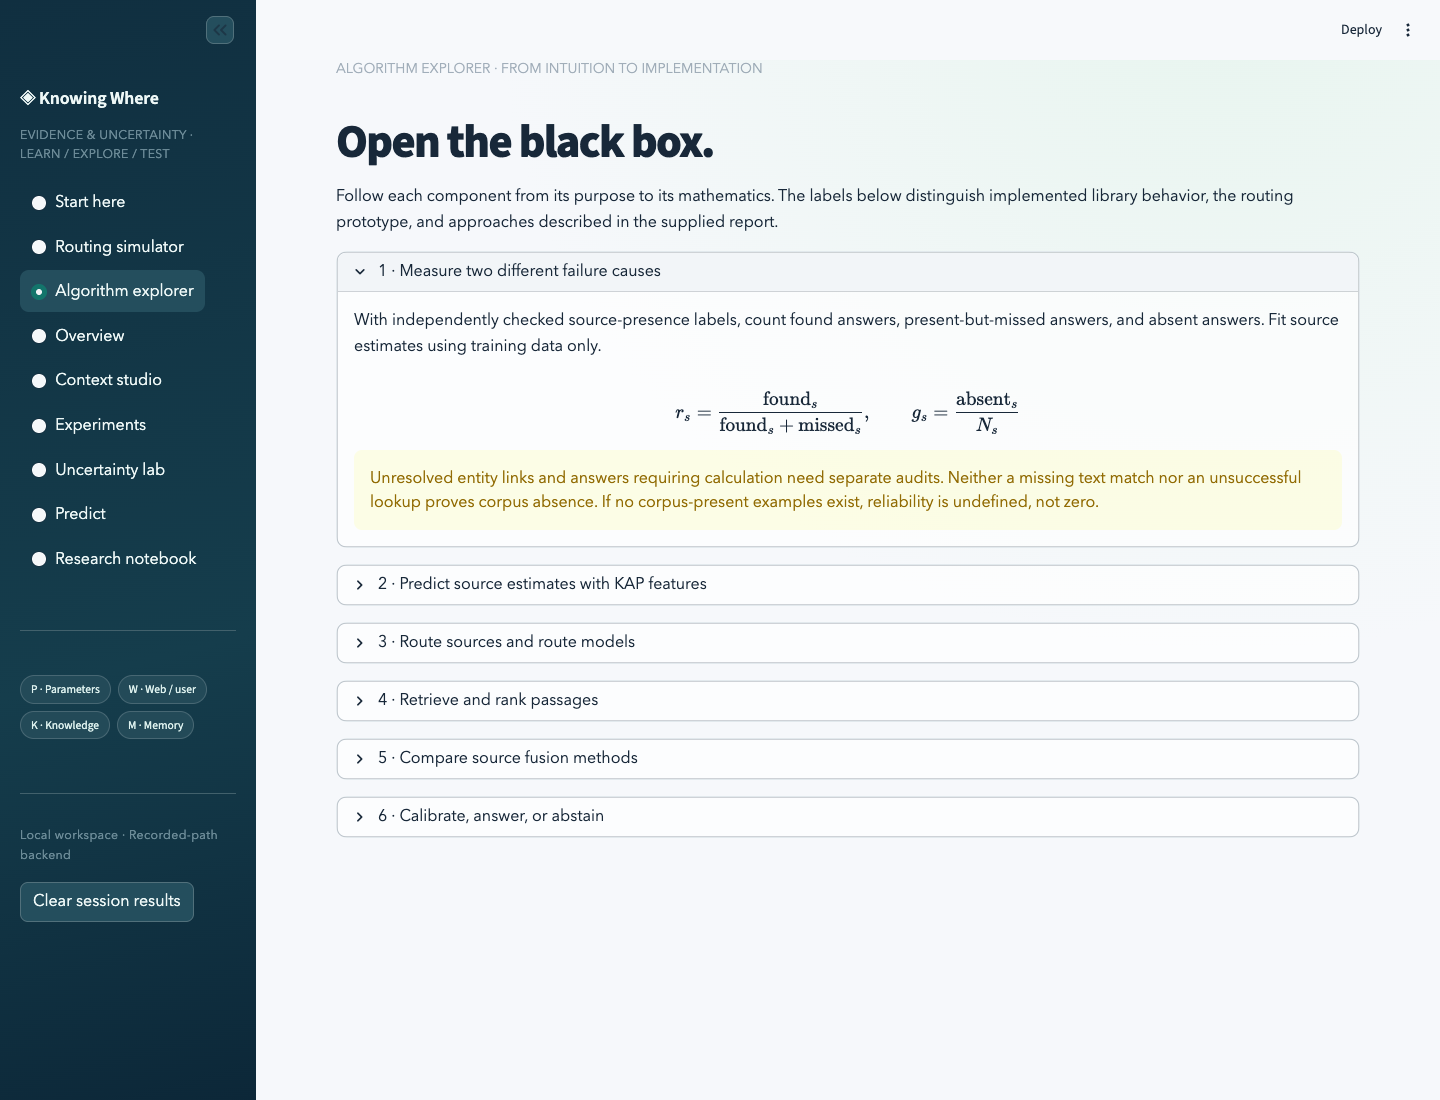 Deploy
◈ Knowing Where
EVIDENCE & UNCERTAINTY ·
LEARN / EXPLORE / TEST
Start here
Routing simulator
Algorithm explorer
Overview
Context studio
Experiments
Uncertainty lab
Predict
Research notebook
P · Parameters
W · Web / user
K · Knowledge
M · Memory
Local workspace · Recorded-path
backend
Clear session results
ALGORITHM EXPLORER · FROM INTUITION TO IMPLEMENTATION
Open the black box.
Follow each component from its purpose to its mathematics. The labels below distinguish implemented library behavior, the routing
prototype, and approaches described in the supplied report.
1 · Measure two different failure causes
With independently checked source-presence labels, count found answers, present-but-missed answers, and absent answers. Fit source
estimates using training data only.
r_s = found_s / (found_s + missed_s), g_s = absent_s / N_s
Unresolved entity links and answers requiring calculation need separate audits. Neither a missing text match nor an unsuccessful
lookup proves corpus absence. If no corpus-present examples exist, reliability is undefined, not zero.
2 · Predict source estimates with KAP features
3 · Route sources and route models
4 · Retrieve and rank passages
5 · Compare source fusion methods
6 · Calibrate, answer, or abstain